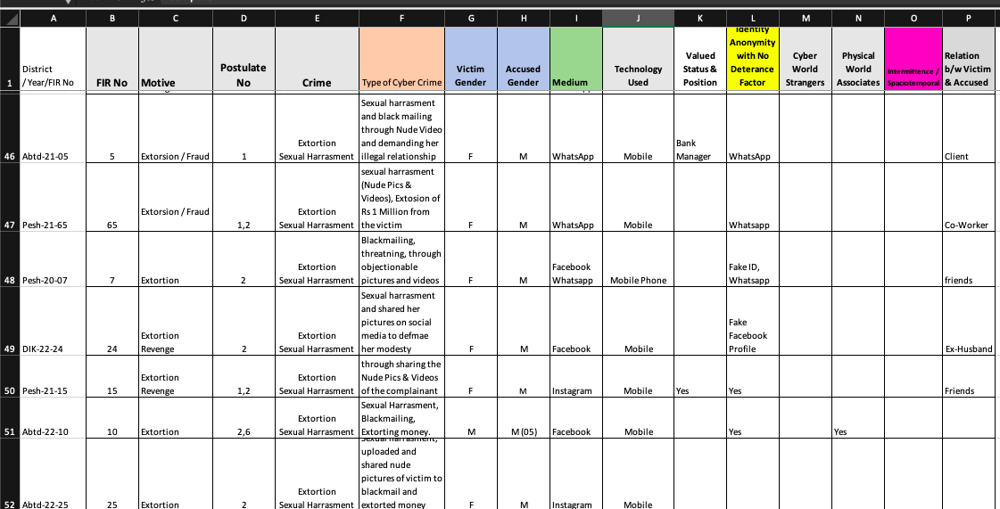 A B C D E F G H I J K L M N O P
1
District
/Year/FIR No
FIR No
Motive
Postulate
No
Crime
Type of Cyber Crime
Victim
Gender
Accused
Gender
Medium
Technology
Used
Valued
Status &
Position
Identity
Anonymity
with No
Deterance
Factor
Cyber
World
Strangers
Physical
World
Associates
Intermittence /
Spaciotemporal
Relation
b/w Victim
& Accused
46
Abtd-21-05
5
Extorsion / Fraud
1
Extortion
Sexual Harrasment
Sexual harrasment
and black mailing
through Nude Video
and demanding her
illegal relationship
F
M
WhatsApp
Mobile
Bank
Manager
WhatsApp
Client
47
Pesh-21-65
65
Extorsion / Fraud
1,2
Extortion
Sexual Harrasment
sexual harrasment
(Nude Pics &
Videos), Extosion of
Rs 1 Million from
the victim
F
M
WhatsApp
Mobile
Whatsapp
Co-Worker
48
Pesh-20-07
7
Extortion
2
Extortion
Sexual Harrasment
Blackmailing,
threatning, through
objectionable
pictures and videos
F
M
Facebook
Whatsapp
Mobile Phone
Fake ID,
Whatsapp
friends
49
DIK-22-24
24
Extortion
Revenge
2
Extortion
Sexual Harrasment
Sexual harrasment
and shared her
pictures on social
media to defmae
her modesty
F
M
Facebook
Mobile
Fake
Facebook
Profile
Ex-Husband
50
Pesh-21-15
15
Extortion
Revenge
1,2
Extortion
Sexual Harrasment
through sharing the
Nude Pics & Videos
of the complainant
F
M
Instagram
Mobile
Yes
Yes
Friends
51
Abtd-22-10
10
Extortion
2,6
Extortion
Sexual Harrasment
Sexual Harrasment,
Blackmailing,
Extorting money.
M
M (05)
Facebook
Mobile
Yes
Yes
52
Abtd-22-25
25
Extortion
2
Extortion
Sexual Harrasment
Sexual harrasment,
uploaded and
shared nude
pictures of victim to
blackmail and
extorted money
F
M
Instagram
Mobile